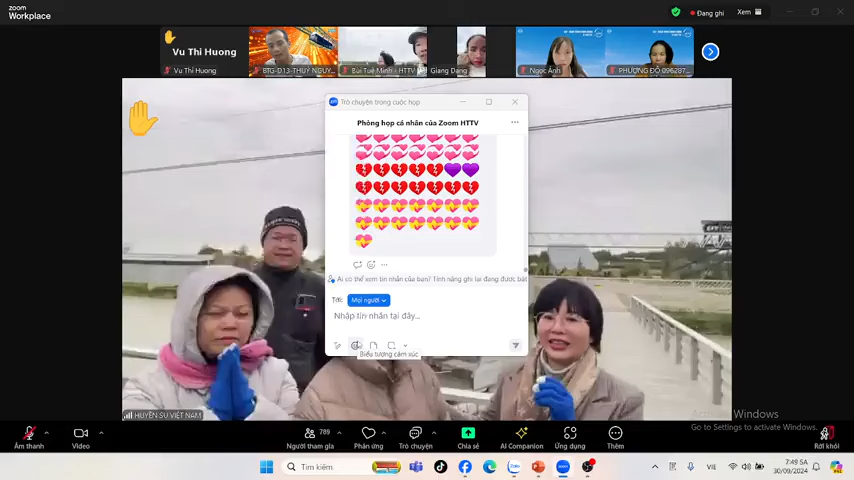 zoom
Workplace
Đang ghi
Xem
Vu Thi Huong
Vu Thi Huong
BTG-D.13-THUY NGUY...
Bùi Tuệ Minh - HTTV
Giang Dang
Ngọc Ánh
PHƯỢNG ĐỖ 096287...
Trò chuyện trong cuộc họp
Phòng họp cá nhân của Zoom HTTV
Ai có thể xem tin nhắn của bạn? Tính năng ghi lại đang được bật
Tới:
Mọi người
Nhập tin nhắn tại đây...
Biểu tượng cảm xúc
HUYỀN SỬ VIỆT NAM
Activate Windows
Go to Settings to activate Windows.
789
Âm thanh
Video
Người tham gia
Phản ứng
Trò chuyện
Chia sẻ
AI Companion
Ứng dụng
Thêm
Rời khỏi
Tìm kiếm
Zalo
zoom
VIE
7:49 SA
30/09/2024